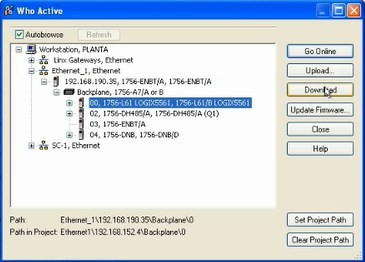 Who Active
Autobrowse
Refresh
Workstation, PLANTA
Linx Gateways, Ethernet
Ethernet_1, Ethernet
192.168.190.35, 1756-ENBT/A, 1756-ENBT/A
Backplane, 1756-A7/A or B
00, 1756-L61 LOGIX5561, 1756-L61/B LOGIX5561
02, 1756-DH485/A, 1756-DH485/A (Q1)
03, 1756-ENBT/A
04, 1756-DNB, 1756-DNB/D
SC-1, Ethernet
Go Online
Upload...
Download
Update Firmware...
Close
Help
Path: Ethernet_1\192.168.190.35\Backplane\0
Path in Project: Ethernet1\192.168.152.4\Backplane\0
Set Project Path
Clear Project Path